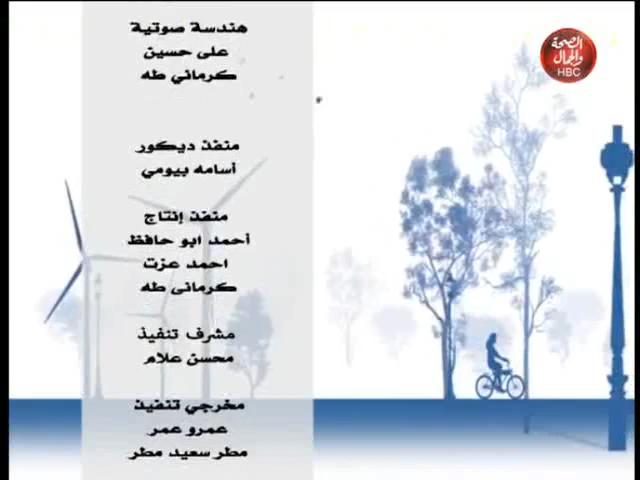 هندسة صوتية
على حسين
كرماني طه
منفذ ديكور
أسامه بيومي
منفذ إنتاج
أحمد ابو حافظ
احمد عزت
كرمانى طه
مشرف تنفيذ
محسن علام
مخرجي تنفيذ
عمرو عمر
مطر سعيد مطر
الصحة
والجمال
HBC